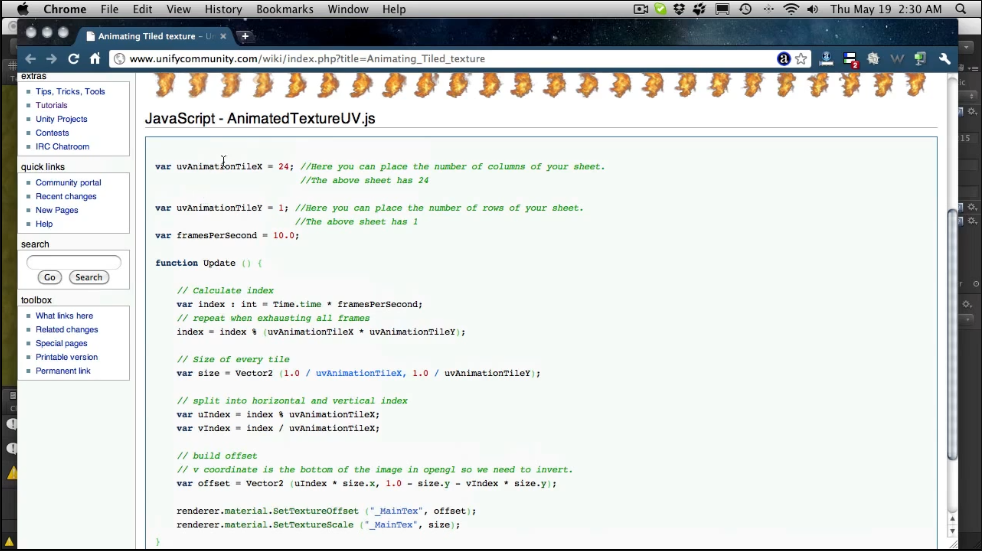 Chrome File Edit View History Bookmarks Window Help Thu May 19 2:30 AM
Animating Tiled texture – U
www.unifycommunity.com/wiki/index.php?title=Animating_Tiled_texture
2
extras
Tips, Tricks, Tools
Tutorials
Unity Projects
Contests
IRC Chatroom
quick links
Community portal
Recent changes
New Pages
Help
search
Go Search
toolbox
What links here
Related changes
Special pages
Printable version
Permanent link
JavaScript - AnimatedTextureUV.js
var uvAnimationTileX = 24; //Here you can place the number of columns of your sheet.
//The above sheet has 24
var uvAnimationTileY = 1; //Here you can place the number of rows of your sheet.
//The above sheet has 1
var framesPerSecond = 10.0;
function Update () {
// Calculate index
var index : int = Time.time * framesPerSecond;
// repeat when exhausting all frames
index = index % (uvAnimationTileX * uvAnimationTileY);
// Size of every tile
var size = Vector2 (1.0 / uvAnimationTileX, 1.0 / uvAnimationTileY);
// split into horizontal and vertical index
var uIndex = index % uvAnimationTileX;
var vIndex = index / uvAnimationTileX;
// build offset
// v coordinate is the bottom of the image in opengl so we need to invert.
var offset = Vector2 (uIndex * size.x, 1.0 - size.y - vIndex * size.y);
renderer.material.SetTextureOffset ("_MainTex", offset);
renderer.material.SetTextureScale ("_MainTex", size);
}
15